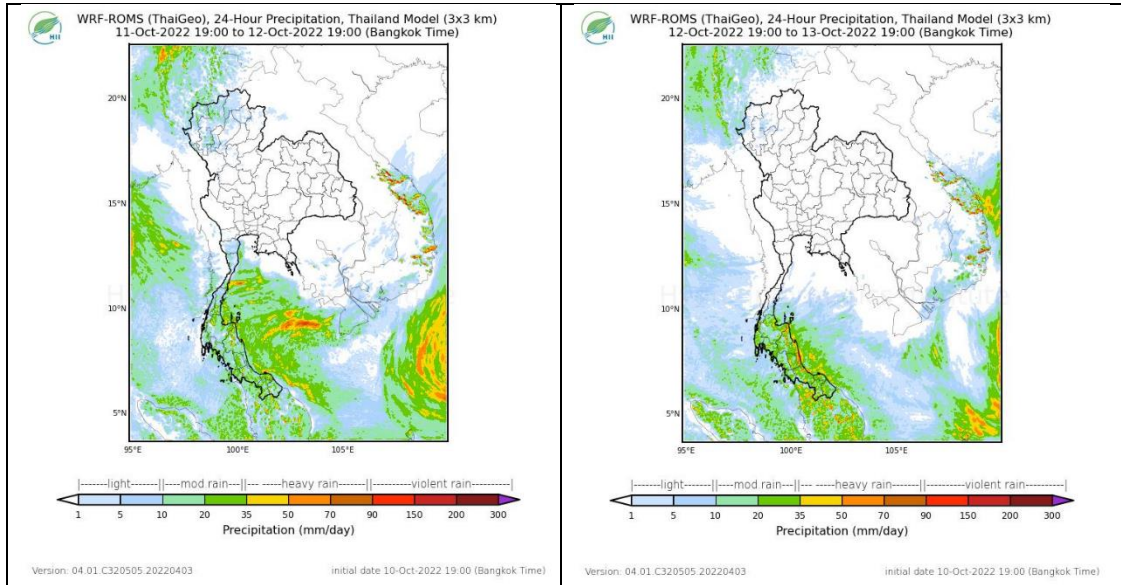 WRF-ROMS (ThaiGeo), 24-Hour Precipitation, Thailand Model (3x3 km)
11-Oct-2022 19:00 to 12-Oct-2022 19:00 (Bangkok Time)
HII
20°N
15°N
10°N
5°N
95°E
100°E
105°E
|-------light------||----mod rain---||--- ----heavy rain----||---------violent rain---------|
1
5
10
20
35
50
70
90
150
200
300
Precipitation (mm/day)
Version: 04.01.C320505.20220403
initial date 10-Oct-2022 19:00 (Bangkok Time)
WRF-ROMS (ThaiGeo), 24-Hour Precipitation, Thailand Model (3x3 km)
12-Oct-2022 19:00 to 13-Oct-2022 19:00 (Bangkok Time)
HII
20°N
15°N
10°N
5°N
95°E
100°E
105°E
|-------light------||----mod rain---||--- ----heavy rain----||---------violent rain---------|
1
5
10
20
35
50
70
90
150
200
300
Precipitation (mm/day)
Version: 04.01.C320505.20220403
initial date 10-Oct-2022 19:00 (Bangkok Time)